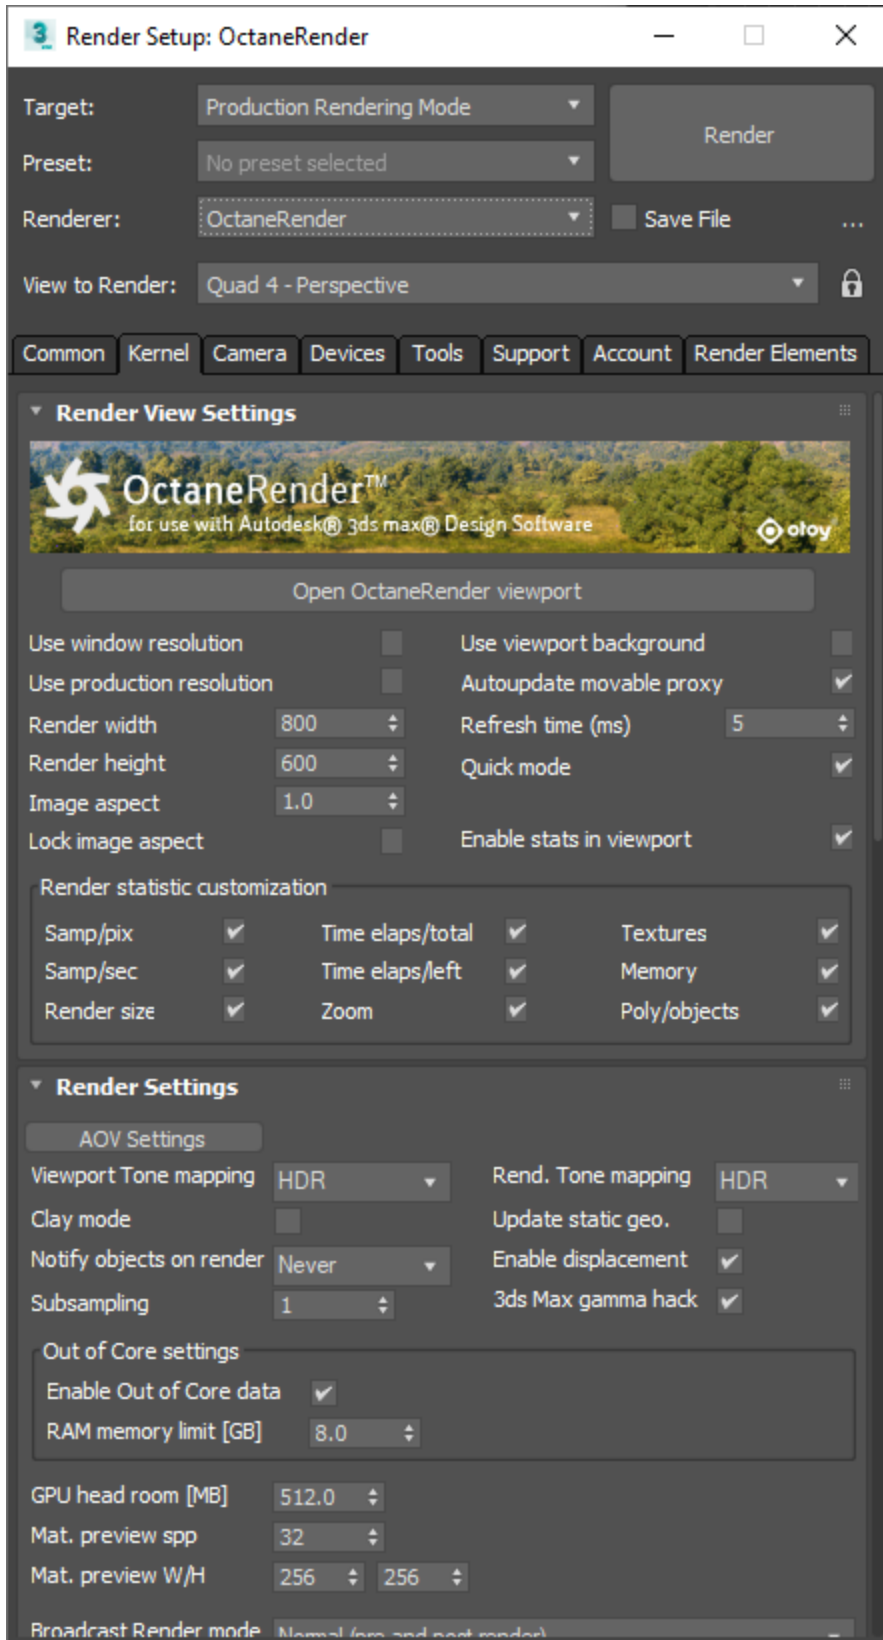 Render Setup: OctaneRender
Target: Production Rendering Mode Render
Preset: No preset selected
Renderer: OctaneRender Save File ...
View to Render: Quad 4 - Perspective
Common Kernel Camera Devices Tools Support Account Render Elements
Render View Settings
OctaneRender™
for use with Autodesk® 3ds max® Design Software otoy
Open OctaneRender viewport
Use window resolution Use viewport background
Use production resolution Autoupdate movable proxy
Render width 800 Refresh time (ms) 5
Render height 600 Quick mode
Image aspect 1.0
Lock image aspect Enable stats in viewport
Render statistic customization
Samp/pix Time elaps/total Textures
Samp/sec Time elaps/left Memory
Render size Zoom Poly/objects
Render Settings
AOV Settings
Viewport Tone mapping HDR Rend. Tone mapping HDR
Clay mode Update static geo.
Notify objects on render Never Enable displacement
Subsampling 1 3ds Max gamma hack
Out of Core settings
Enable Out of Core data
RAM memory limit [GB] 8.0
GPU head room [MB] 512.0
Mat. preview spp 32
Mat. preview W/H 256 256
Broadcast Render mode Normal (pre and post render)